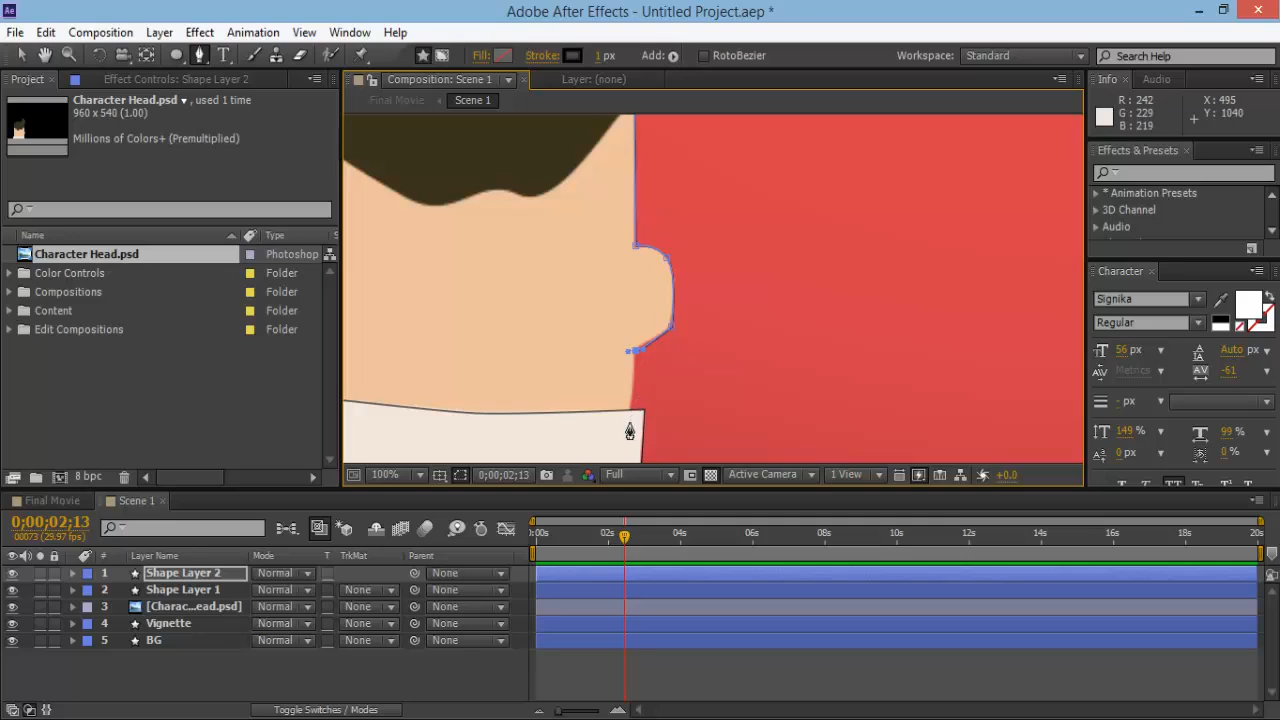 Ae Adobe After Effects - Untitled Project.aep *
File Edit Composition Layer Effect Animation View Window Help
Fill: Stroke: 1 px Add: RotoBezier Workspace: Standard Search Help
Project Effect Controls: Shape Layer 2 Composition: Scene 1 Layer: (none) Info Audio
Character Head.psd ▾ , used 1 time
960 x 540 (1.00)
Millions of Colors+ (Premultiplied)
Final Movie Scene 1
R: 242 X: 495
G: 229 Y: 1040
B: 219
Effects & Presets
* Animation Presets
3D Channel
Audio
Name Type
Character Head.psd Photoshop
Color Controls Folder
Compositions Folder
Content Folder
Edit Compositions Folder
Character
Signika
Regular
56 px Auto px
Metrics -61
- px
149 % 99 %
0 px 0 %
8 bpc
100% 0;00;02;13 Full Active Camera 1 View +0.0
Final Movie Scene 1
0;00;02;13
00073 (29.97 fps)
:00s 02s 04s 06s 08s 10s 12s 14s 16s 18s 20s
# Layer Name Mode T TrkMat Parent
1 Shape Layer 2 Normal None
2 Shape Layer 1 Normal None None
3 [Charac...ead.psd] Normal None None
4 Vignette Normal None None
5 BG Normal None None
Toggle Switches / Modes